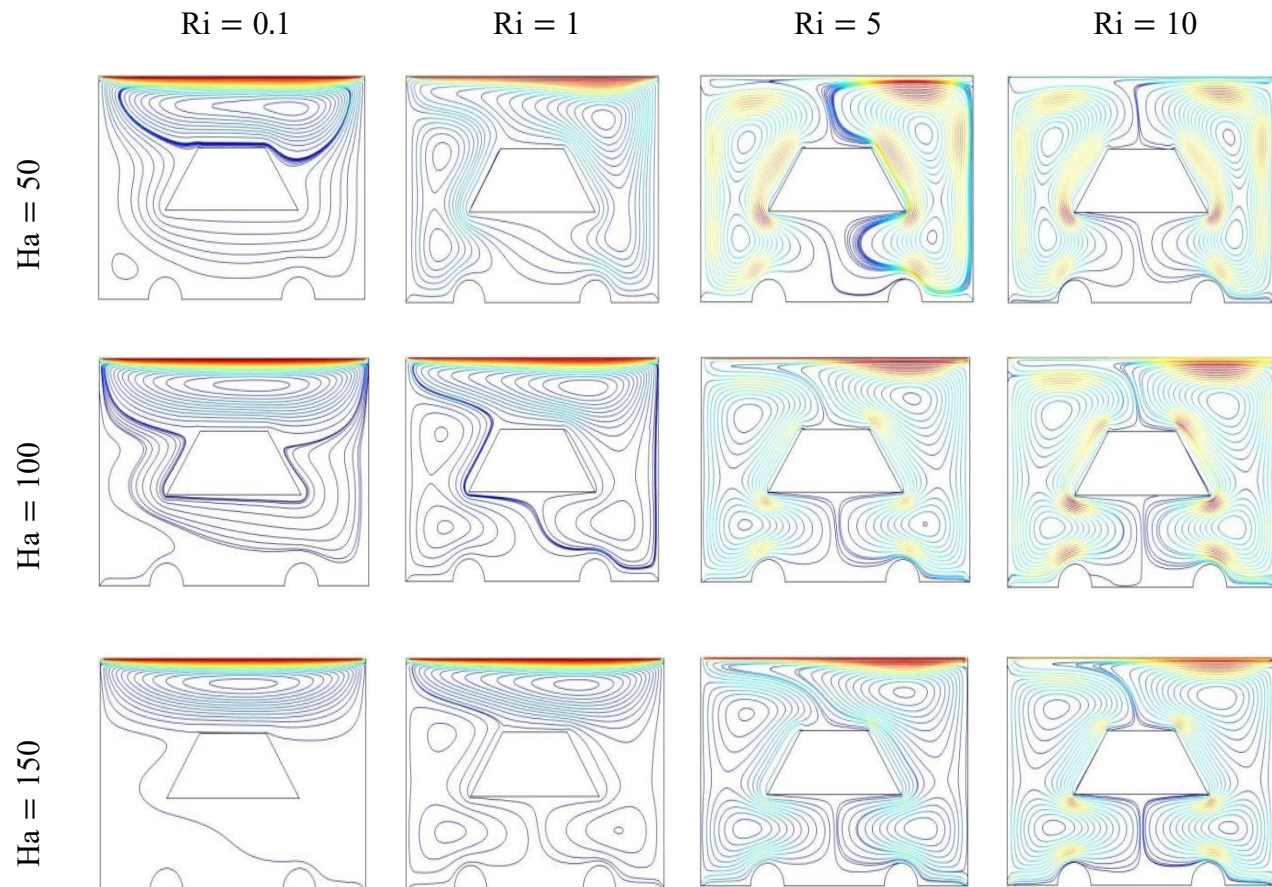 Ri = 0.1
Ri = 1
Ri = 5
Ri = 10
Ha = 50
Ha = 100
Ha = 150